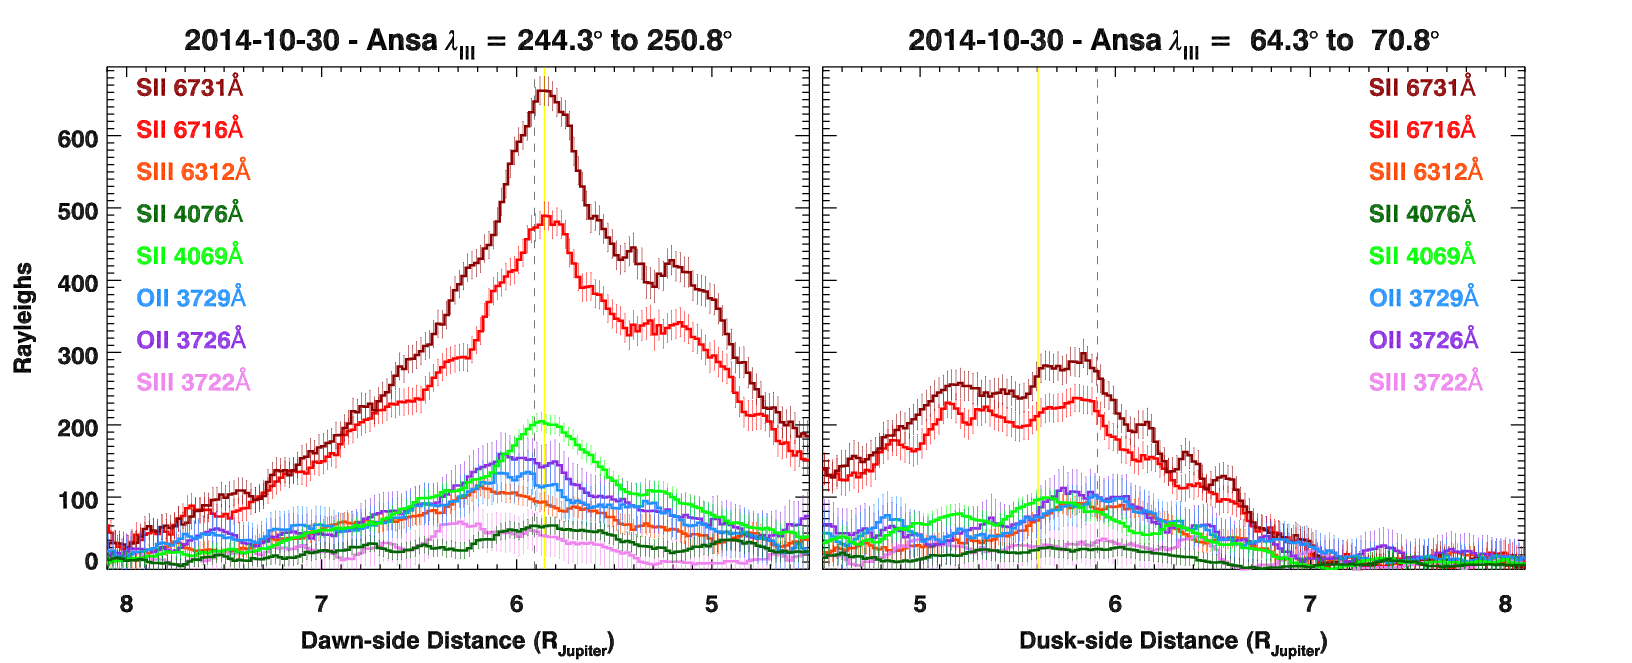 2014-10-30 - Ansa λIII = 244.3° to 250.8°
2014-10-30 - Ansa λIII = 64.3° to 70.8°
Rayleighs
600
500
400
300
200
100
0
SII 6731Å
SII 6716Å
SIII 6312Å
SII 4076Å
SII 4069Å
OII 3729Å
OII 3726Å
SIII 3722Å
SII 6731Å
SII 6716Å
SIII 6312Å
SII 4076Å
SII 4069Å
OII 3729Å
OII 3726Å
SIII 3722Å
8 7 6 5
5 6 7 8
Dawn-side Distance (RJupiter)
Dusk-side Distance (RJupiter)